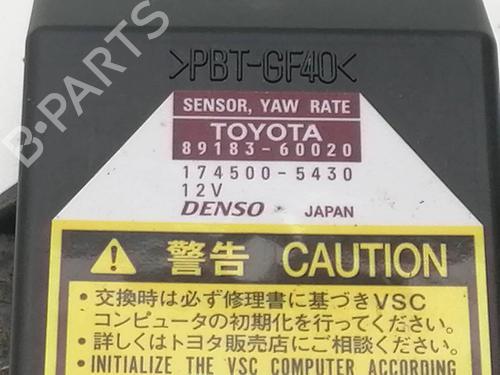 B-PARTS
>PBT-GF40<
SENSOR, YAW RATE
TOYOTA
89183-60020
174500-5430
12V
DENSO JAPAN
警告 CAUTION
•交換時は必ず修理書に基づきVSC
コンピュータの初期化を行ってください。
•詳しくはトヨタ販売店にご相談ください。
•INITIALIZE THE VSC COMPUTER ACCORDING